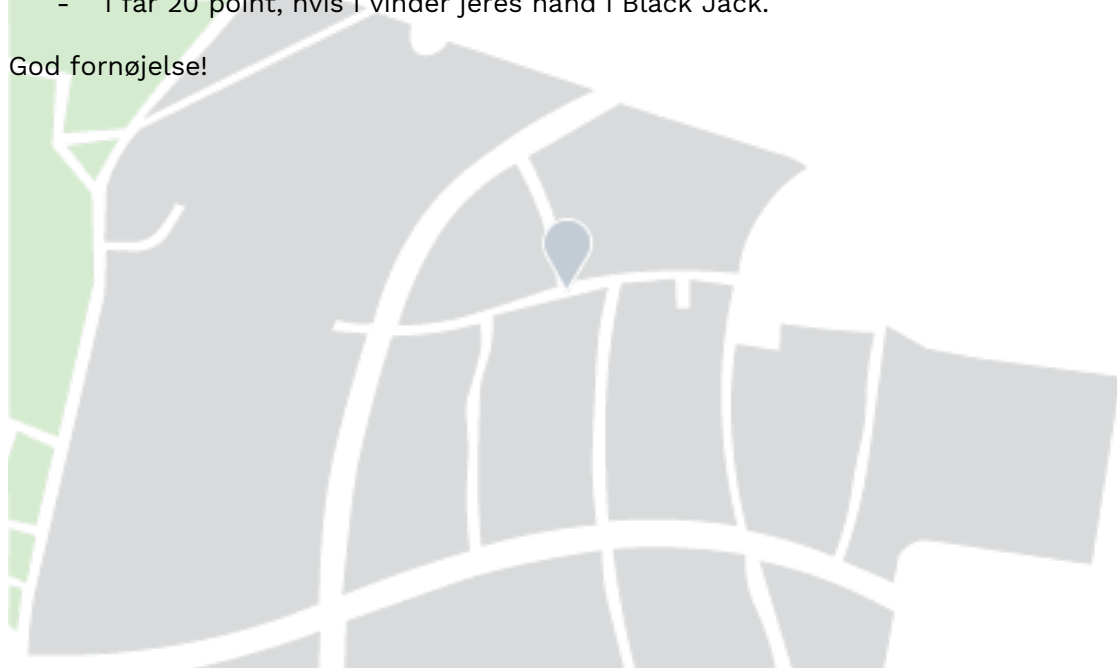 - I får 20 point, hvis I vinder jeres hånd i Black Jack.
God fornøjelse!